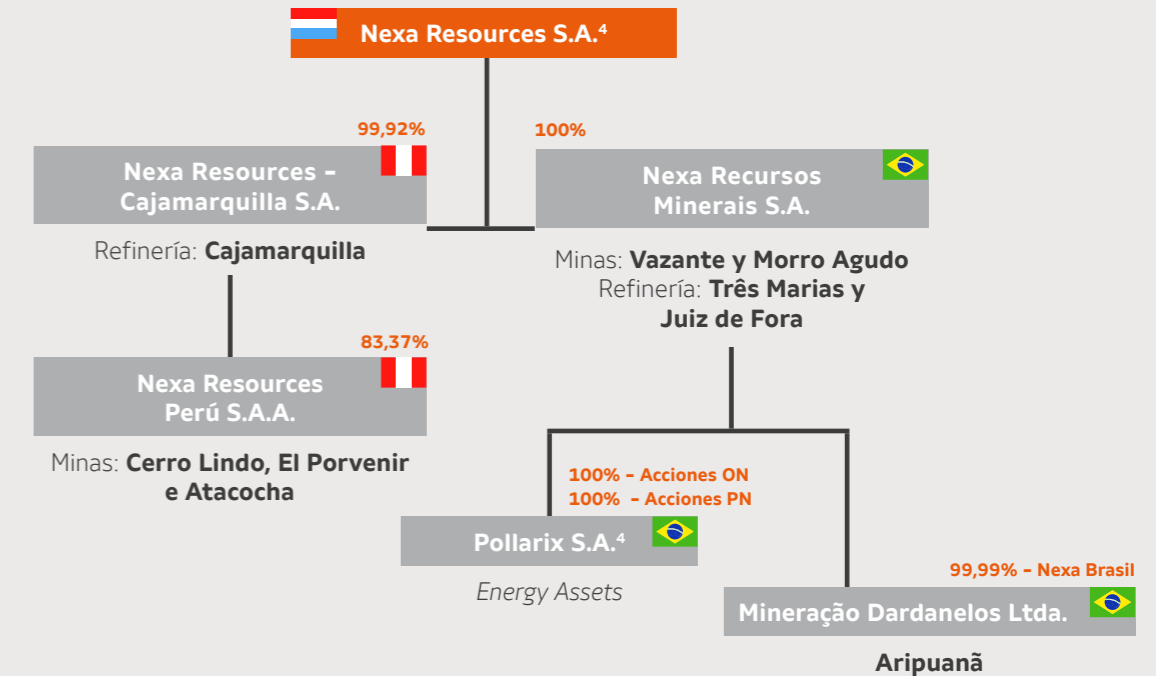 Nexa Resources S.A.⁴
99,92%
Nexa Resources –
Cajamarquilla S.A.
Refinería: Cajamarquilla
100%
Nexa Recursos
Minerais S.A.
Minas: Vazante y Morro Agudo
Refinería: Três Marias y
Juiz de Fora
83,37%
Nexa Resources
Perú S.A.A.
Minas: Cerro Lindo, El Porvenir
e Atacocha
100% – Acciones ON
100% – Acciones PN
Pollarix S.A.⁴
Energy Assets
99,99% – Nexa Brasil
Mineração Dardanelos Ltda.
Aripuanã